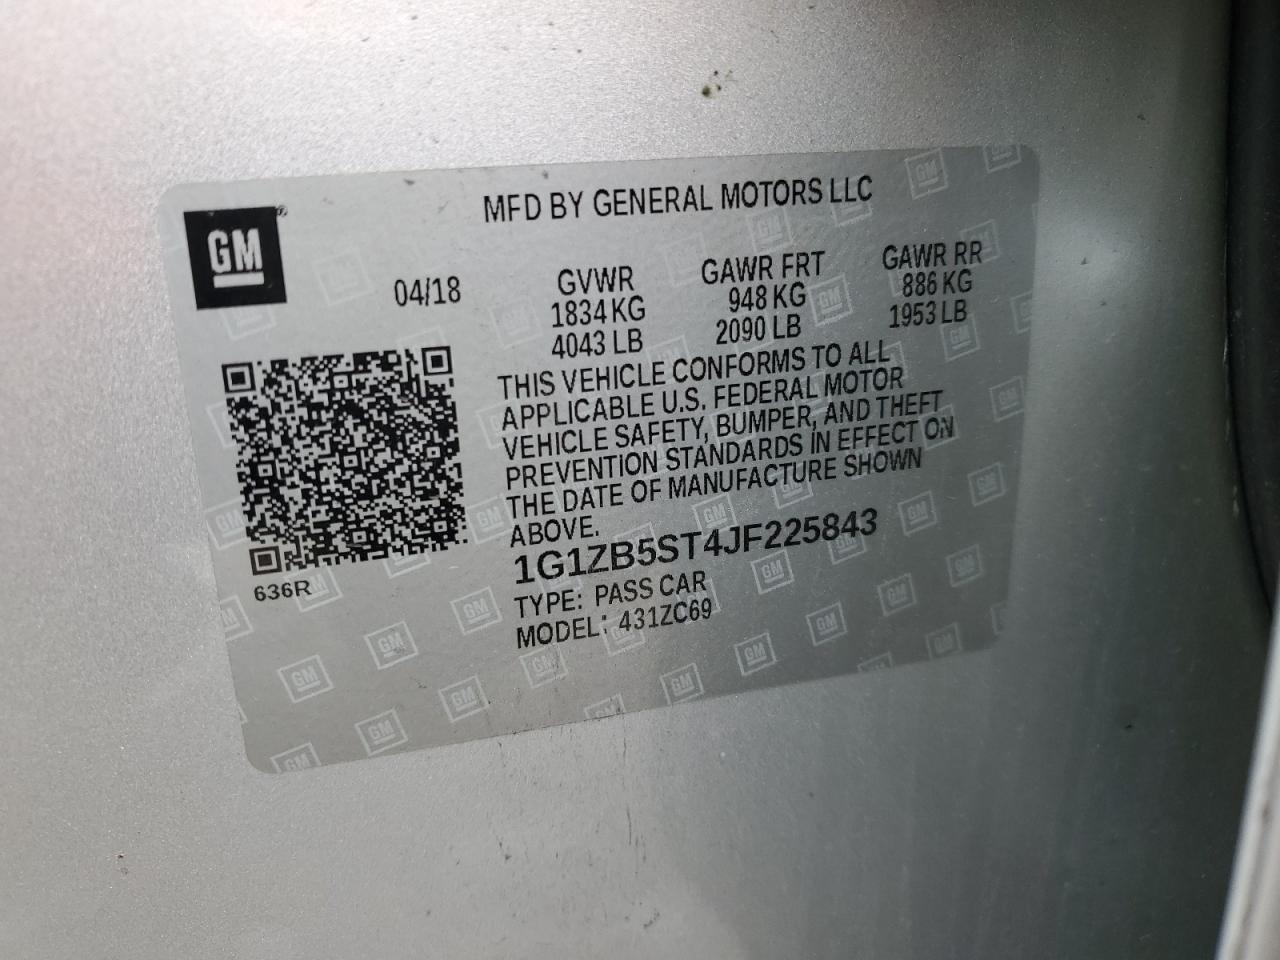 MFD BY GENERAL MOTORS LLC
GM®
04/18
GVWR
1834 KG
4043 LB
GAWR FRT
948 KG
2090 LB
GAWR RR
886 KG
1953 LB
THIS VEHICLE CONFORMS TO ALL
APPLICABLE U.S. FEDERAL MOTOR
VEHICLE SAFETY, BUMPER, AND THEFT
PREVENTION STANDARDS IN EFFECT ON
THE DATE OF MANUFACTURE SHOWN
ABOVE.
1G1ZB5ST4JF225843
TYPE: PASS CAR
MODEL: 431ZC69
636R